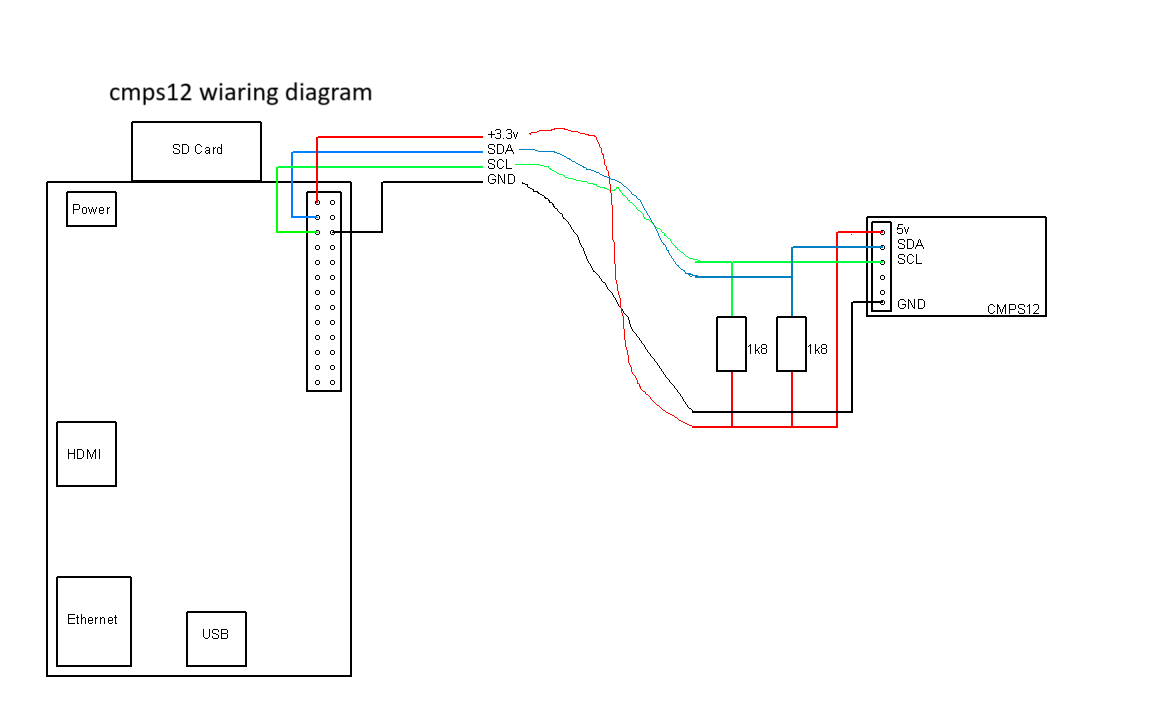 cmps12 wiaring diagram
SD Card
+3.3v
SDA
SCL
GND
Power
5v
SDA
SCL
GND
CMPS12
1k8
1k8
HDMI
Ethernet
USB